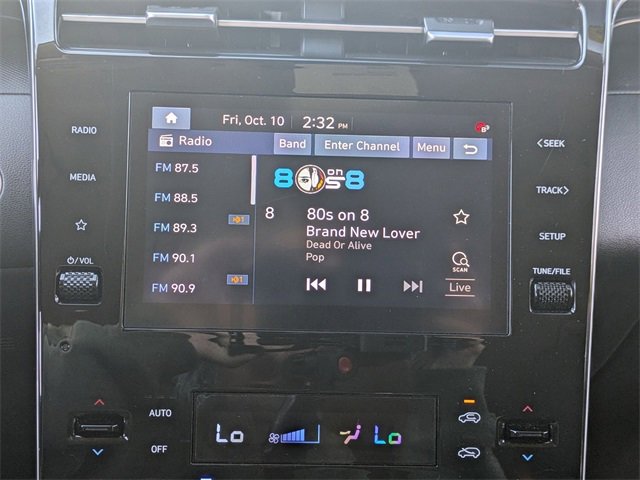 Fri, Oct. 10 2:32 PM
Radio Band Enter Channel Menu
FM 87.5
FM 88.5
FM 89.3
FM 90.1
FM 90.9
80s on 8
8 80s on 8
Brand New Lover
Dead Or Alive
Pop
SCAN
Live
RADIO
MEDIA
VOL
SEEK
TRACK
SETUP
TUNE/FILE
AUTO
OFF
Lo
Lo